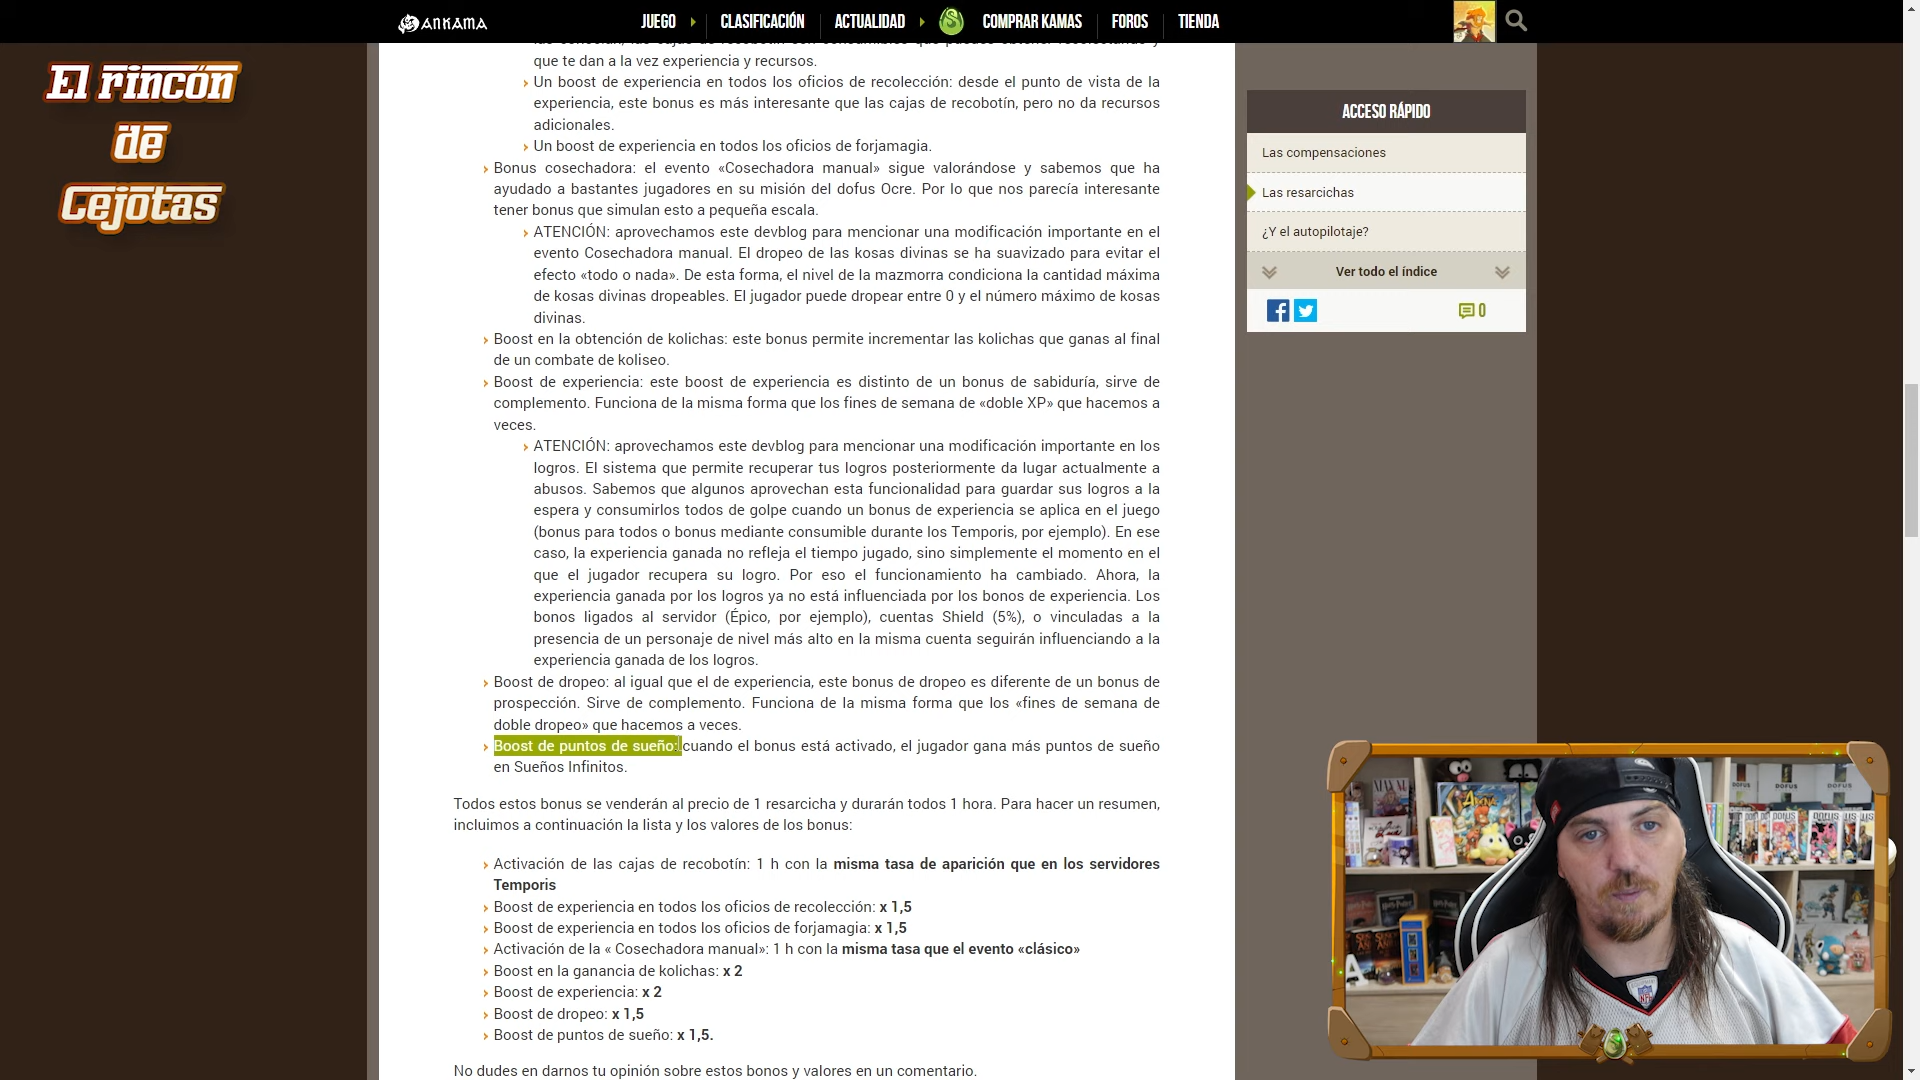 ANKAMA
JUEGO
CLASIFICACIÓN
ACTUALIDAD
COMPRAR KAMAS
FOROS
TIENDA
El rincón
de
Cejotas
que te dan a la vez experiencia y recursos.
Un boost de experiencia en todos los oficios de recolección: desde el punto de vista de la
experiencia, este bonus es más interesante que las cajas de recobotín, pero no da recursos
adicionales.
Un boost de experiencia en todos los oficios de forjamagia.
Bonus cosechadora: el evento «Cosechadora manual» sigue valorándose y sabemos que ha
ayudado a bastantes jugadores en su misión del dofus Ocre. Por lo que nos parecía interesante
tener bonus que simulan esto a pequeña escala.
ATENCIÓN: aprovechamos este devblog para mencionar una modificación importante en el
evento Cosechadora manual. El dropeo de las kosas divinas se ha suavizado para evitar el
efecto «todo o nada». De esta forma, el nivel de la mazmorra condiciona la cantidad máxima
de kosas divinas dropeables. El jugador puede dropear entre 0 y el número máximo de kosas
divinas.
Boost en la obtención de kolichas: este bonus permite incrementar las kolichas que ganas al final
de un combate de koliseo.
Boost de experiencia: este boost de experiencia es distinto de un bonus de sabiduría, sirve de
complemento. Funciona de la misma forma que los fines de semana de «doble XP» que hacemos a
veces.
ATENCIÓN: aprovechamos este devblog para mencionar una modificación importante en los
logros. El sistema que permite recuperar tus logros posteriormente da lugar actualmente a
abusos. Sabemos que algunos aprovechan esta funcionalidad para guardar sus logros a la
espera y consumirlos todos de golpe cuando un bonus de experiencia se aplica en el juego
(bonus para todos o bonus mediante consumible durante los Temporis, por ejemplo). En ese
caso, la experiencia ganada no refleja el tiempo jugado, sino simplemente el momento en el
que el jugador recupera su logro. Por eso el funcionamiento ha cambiado. Ahora, la
experiencia ganada por los logros ya no está influenciada por los bonos de experiencia. Los
bonos ligados al servidor (Épico, por ejemplo), cuentas Shield (5%), o vinculadas a la
presencia de un personaje de nivel más alto en la misma cuenta seguirán influenciando a la
experiencia ganada de los logros.
Boost de dropeo: al igual que el de experiencia, este bonus de dropeo es diferente de un bonus de
prospección. Sirve de complemento. Funciona de la misma forma que los «fines de semana de
doble dropeo» que hacemos a veces.
Boost de puntos de sueño: cuando el bonus está activado, el jugador gana más puntos de sueño
en Sueños Infinitos.
Todos estos bonus se venderán al precio de 1 resarcicha y durarán todos 1 hora. Para hacer un resumen,
incluimos a continuación la lista y los valores de los bonus:
Activación de las cajas de recobotín: 1 h con la misma tasa de aparición que en los servidores
Temporis
Boost de experiencia en todos los oficios de recolección: x 1,5
Boost de experiencia en todos los oficios de forjamagia: x 1,5
Activación de la « Cosechadora manual»: 1 h con la misma tasa que el evento «clásico»
Boost en la ganancia de kolichas: x 2
Boost de experiencia: x 2
Boost de dropeo: x 1,5
Boost de puntos de sueño: x 1,5.
No dudes en darnos tu opinión sobre estos bonos y valores en un comentario.
ACCESO RÁPIDO
Las compensaciones
Las resarcichas
¿Y el autopilotaje?
Ver todo el índice
0
NFL